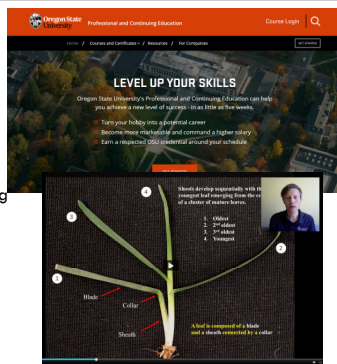 Oregon State
University
Professional and Continuing Education
Course Login
Home / Courses and Certificates / Resources / For Companies
GET STARTED
LEVEL UP YOUR SKILLS
Oregon State University's Professional and Continuing Education can help
you achieve a new level of success - in as little as five weeks.
Turn your hobby into a potential career
Become more marketable and command a higher salary
Earn a respected OSU credential around your schedule
g
Shoots develop sequentially with the
youngest leaf emerging from the
of a cluster of mature leaves.
1. Oldest
2. 2nd oldest
3. 3rd oldest
4. Youngest
4
3
2
1
Blade
Collar
Sheath
A leaf is composed of a blade
and a sheath connected by a collar